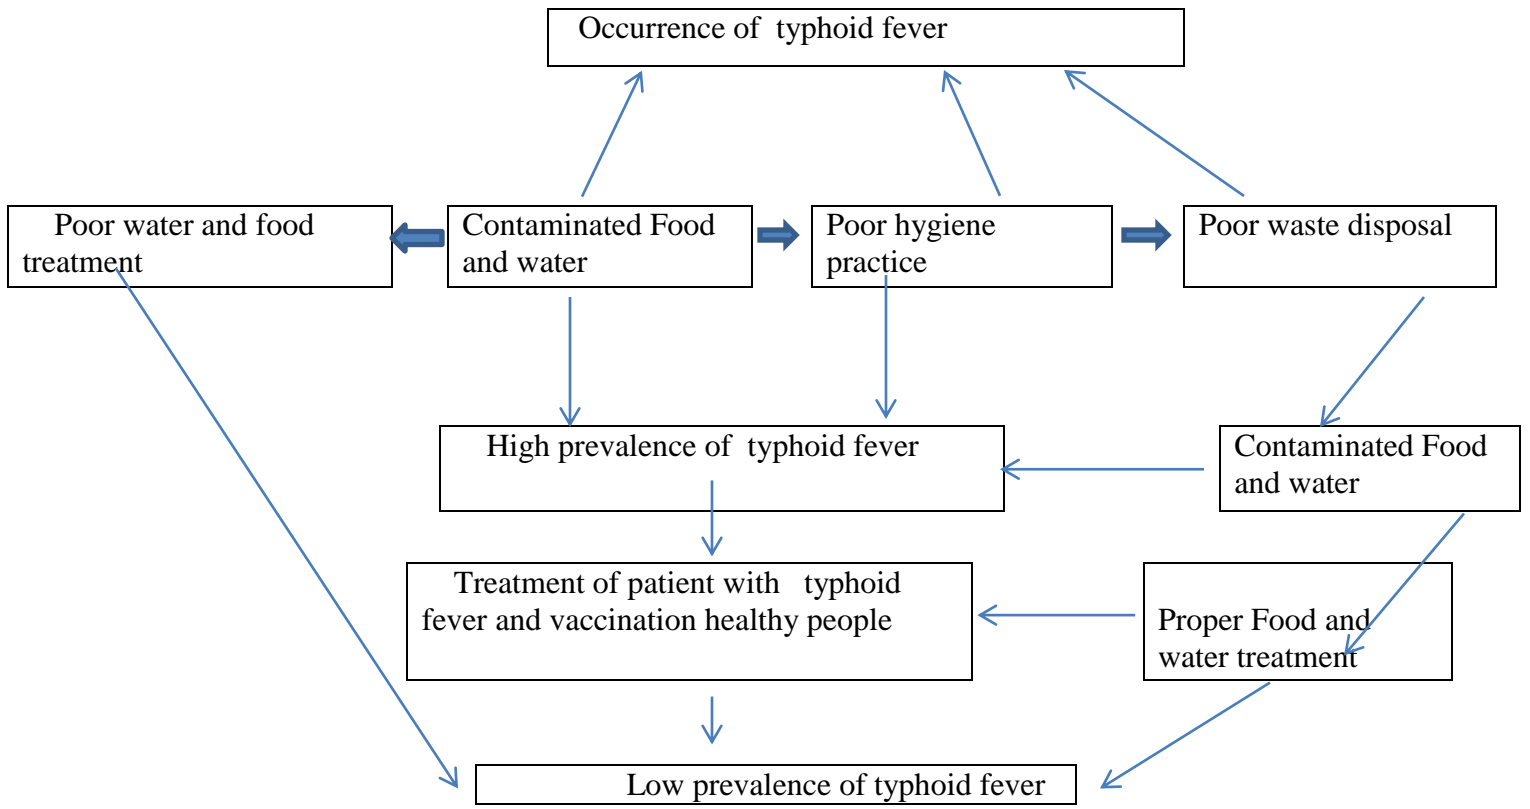 Occurrence of  typhoid fever
Poor water and food
treatment
Contaminated Food
and water
Poor hygiene
practice
Poor waste disposal
High prevalence of  typhoid fever
Contaminated Food
and water
Treatment of patient with   typhoid
fever and vaccination healthy people
Proper Food and
water treatment
Low prevalence of typhoid fever